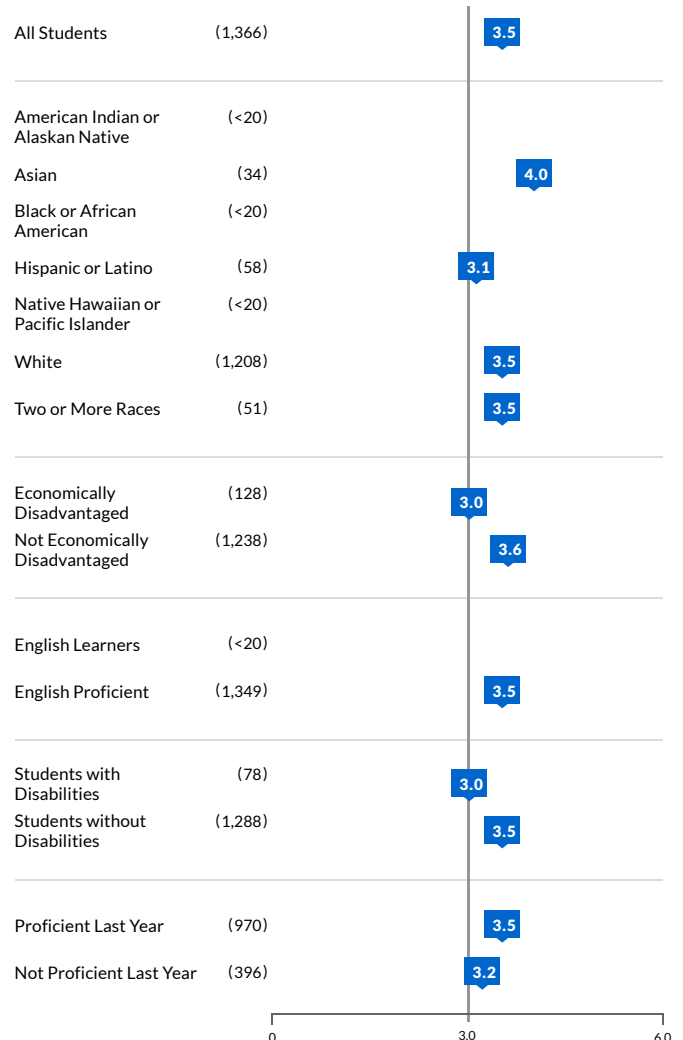 All Students (1,366) 3.5
American Indian or (<20)
Alaskan Native
Asian (34) 4.0
Black or African (<20)
American
Hispanic or Latino (58) 3.1
Native Hawaiian or (<20)
Pacific Islander
White (1,208) 3.5
Two or More Races (51) 3.5
Economically (128) 3.0
Disadvantaged
Not Economically (1,238) 3.6
Disadvantaged
English Learners (<20)
English Proficient (1,349) 3.5
Students with (78) 3.0
Disabilities
Students without (1,288) 3.5
Disabilities
Proficient Last Year (970) 3.5
Not Proficient Last Year (396) 3.2
0 3.0 6.0